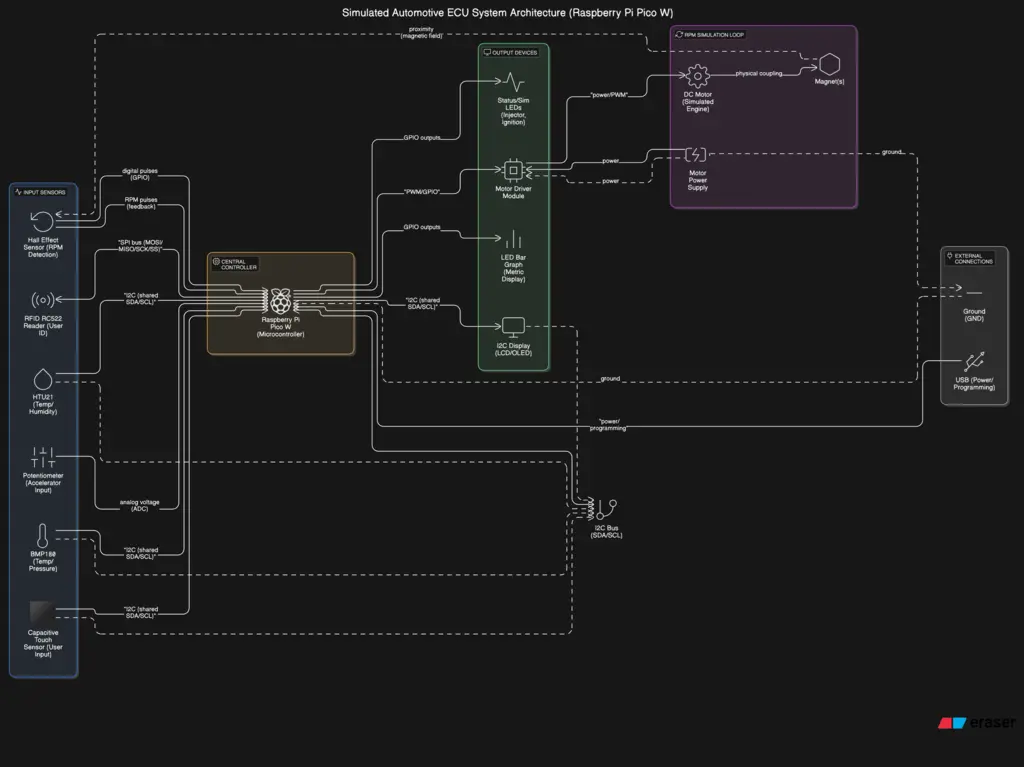 Simulated Automotive ECU System Architecture (Raspberry Pi Pico W)
proximity
(magnetic field)
RPM SIMULATION LOOP
OUTPUT DEVICES
physical coupling
Magnet(s)
DC Motor
(Simulated
Engine)
"power/PWM"
Status/Sim
LEDs
(Injector,
Ignition)
GPIO outputs
power
power
ground
Motor
Power
Supply
Motor Driver
Module
"PWM/GPIO"
INPUT SENSORS
digital pulses
(GPIO)
RPM pulses
(feedback)
Hall Effect
Sensor (RPM
Detection)
"SPI bus (MOSI/
MISO/SCK/SS)"
GPIO outputs
LED Bar
Graph
(Metric
Display)
CENTRAL
CONTROLLER
EXTERNAL
CONNECTIONS
RFID RC522
Reader (User
ID)
"I2C (shared
SDA/SCL)"
Raspberry Pi
Pico W
(Microcontroller)
"I2C (shared
SDA/SCL)"
I2C Display
(LCD/OLED)
Ground
(GND)
ground
USB (Power/
Programming)
HTU21
(Temp/
Humidity)
"power/
programming
Potentiometer
(Accelerator
Input)
analog voltage
(ADC)
I2C Bus
(SDA/SCL)
BMP180
(Temp/
Pressure)
"I2C (shared
SDA/SCL)"
"I2C (shared
SDA/SCL)"
Capacitive
Touch
Sensor (User
Input)
eraser